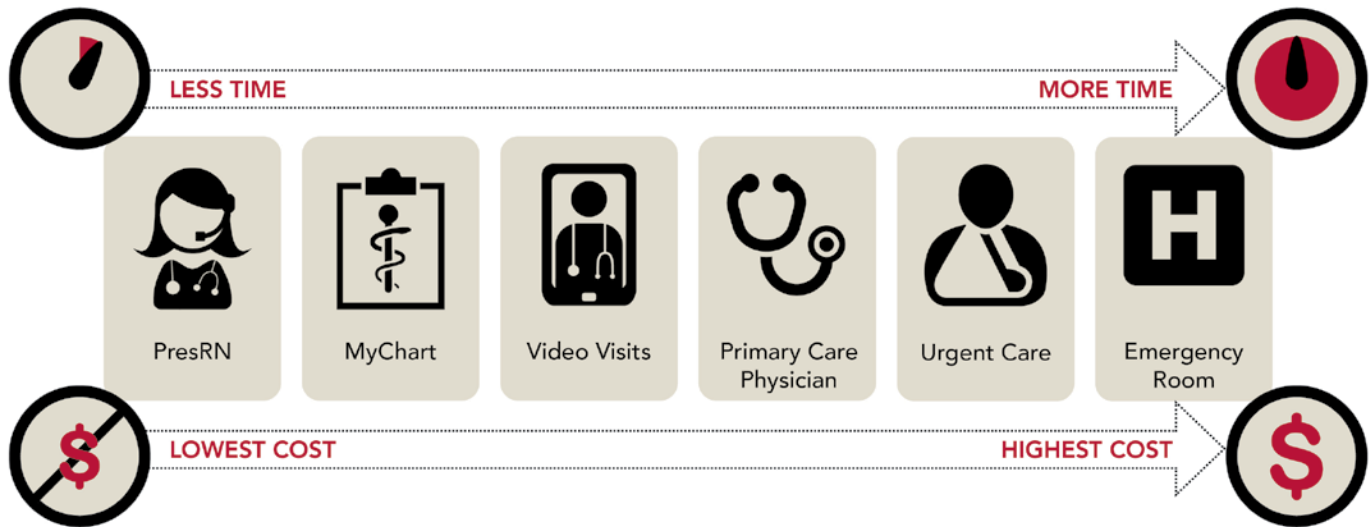 LESS TIME
MORE TIME
PresRN
MyChart
Video Visits
Primary Care
Physician
Urgent Care
H
Emergency
Room
$
LOWEST COST
HIGHEST COST
$